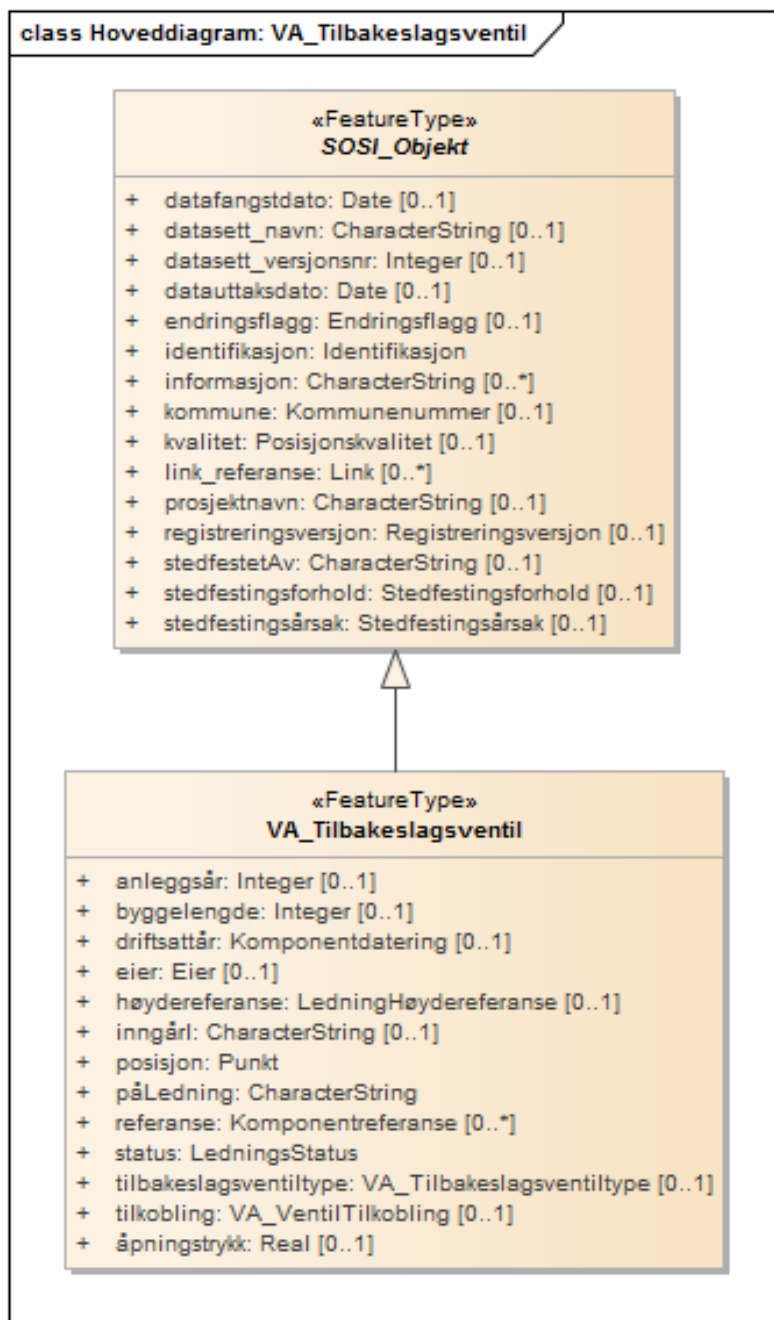 class Hoveddiagram: VA_Tilbakeslagsventil
«FeatureType»
SOSI_Objekt
+ datafangstdato: Date [0..1]
+ datasett_navn: CharacterString [0..1]
+ datasett_versjonsnr: Integer [0..1]
+ datauttaksdato: Date [0..1]
+ endringsflagg: Endringsflagg [0..1]
+ identifikasjon: Identifikasjon
+ informasjon: CharacterString [0..*]
+ kommune: Kommunenummer [0..1]
+ kvalitet: Posisjonskvalitet [0..1]
+ link_referanse: Link [0..*]
+ prosjektnavn: CharacterString [0..1]
+ registreringsversjon: Registreringsversjon [0..1]
+ stedfestetAv: CharacterString [0..1]
+ stedfestingsforhold: Stedfestingsforhold [0..1]
+ stedfestingsårsak: Stedfestingsårsak [0..1]
«FeatureType»
VA_Tilbakeslagsventil
+ anleggsår: Integer [0..1]
+ byggelengde: Integer [0..1]
+ driftsattår: Komponentdatering [0..1]
+ eier: Eier [0..1]
+ høydereferanse: LedningHøydereferanse [0..1]
+ inngårI: CharacterString [0..1]
+ posisjon: Punkt
+ påLedning: CharacterString
+ referanse: Komponentreferanse [0..*]
+ status: LedningsStatus
+ tilbakeslagsventiltype: VA_Tilbakeslagsventiltype [0..1]
+ tilkobling: VA_VentilTilkobling [0..1]
+ åpningstrykk: Real [0..1]